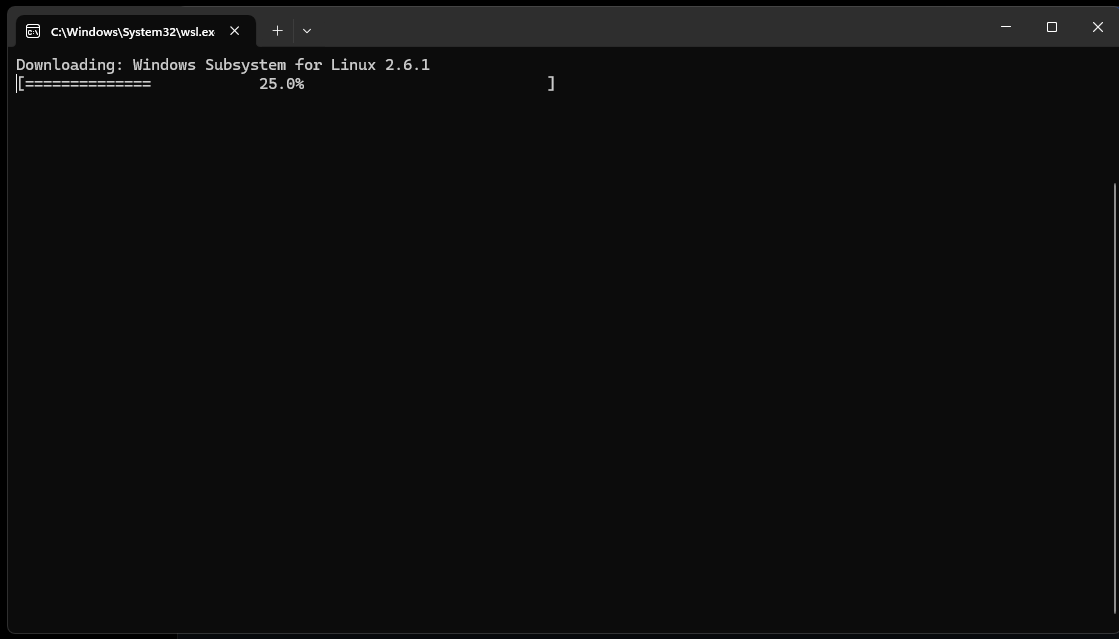 C:\Windows\System32\wsl.ex
Downloading: Windows Subsystem for Linux 2.6.1
[==============            25.0%                           ]